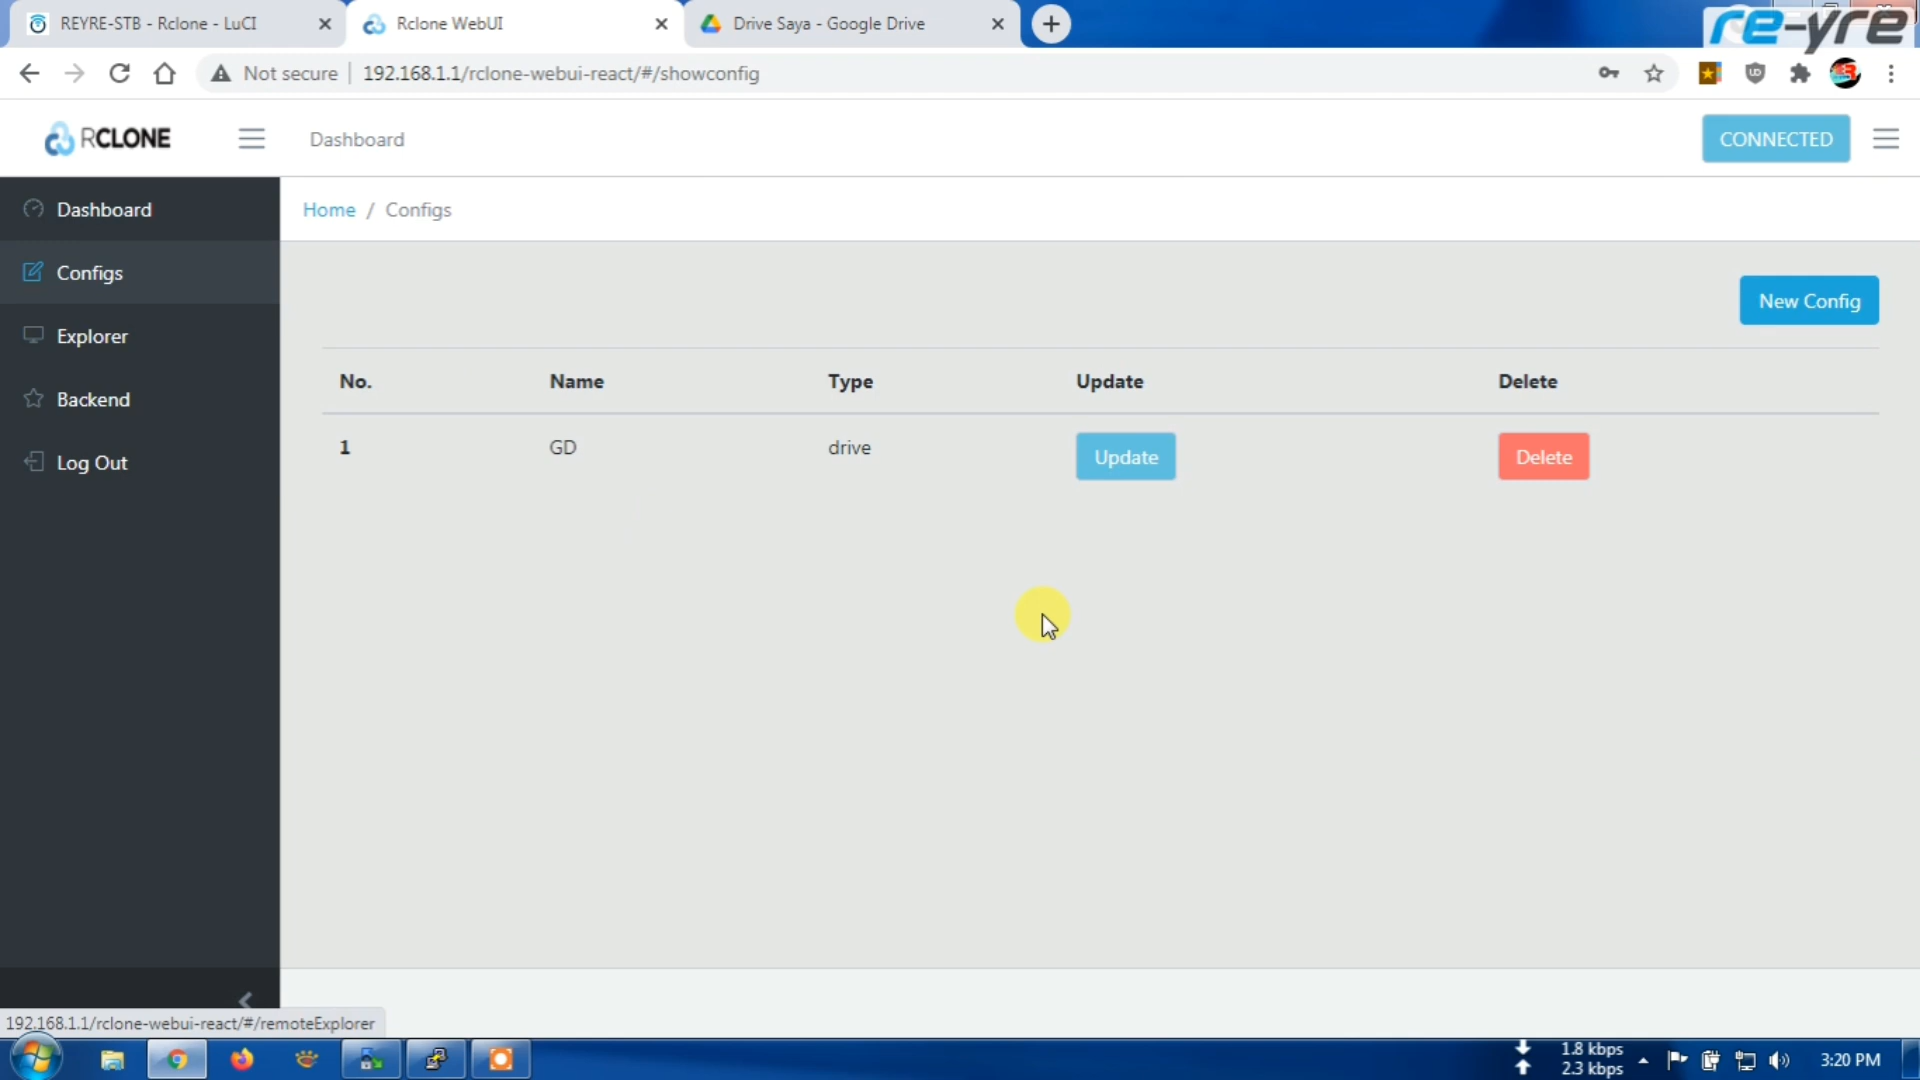 REYRE-STB - Rclone - LuCI
Rclone WebUI
Drive Saya - Google Drive
re-yre
Not secure | 192.168.1.1/rclone-webui-react/#/showconfig
RCLONE
Dashboard
CONNECTED
Dashboard
Configs
Explorer
Backend
Log Out
Home / Configs
New Config
No. Name Type Update Delete
1 GD drive Update Delete
192.168.1.1/rclone-webui-react/#/remoteExplorer
1.8 kbps
2.3 kbps
3:20 PM